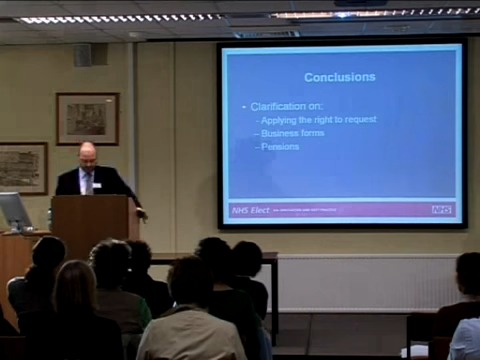 Conclusions
• Clarification on:
– Applying the right to request
– Business forms
– Pensions
NHS Elect
NHS